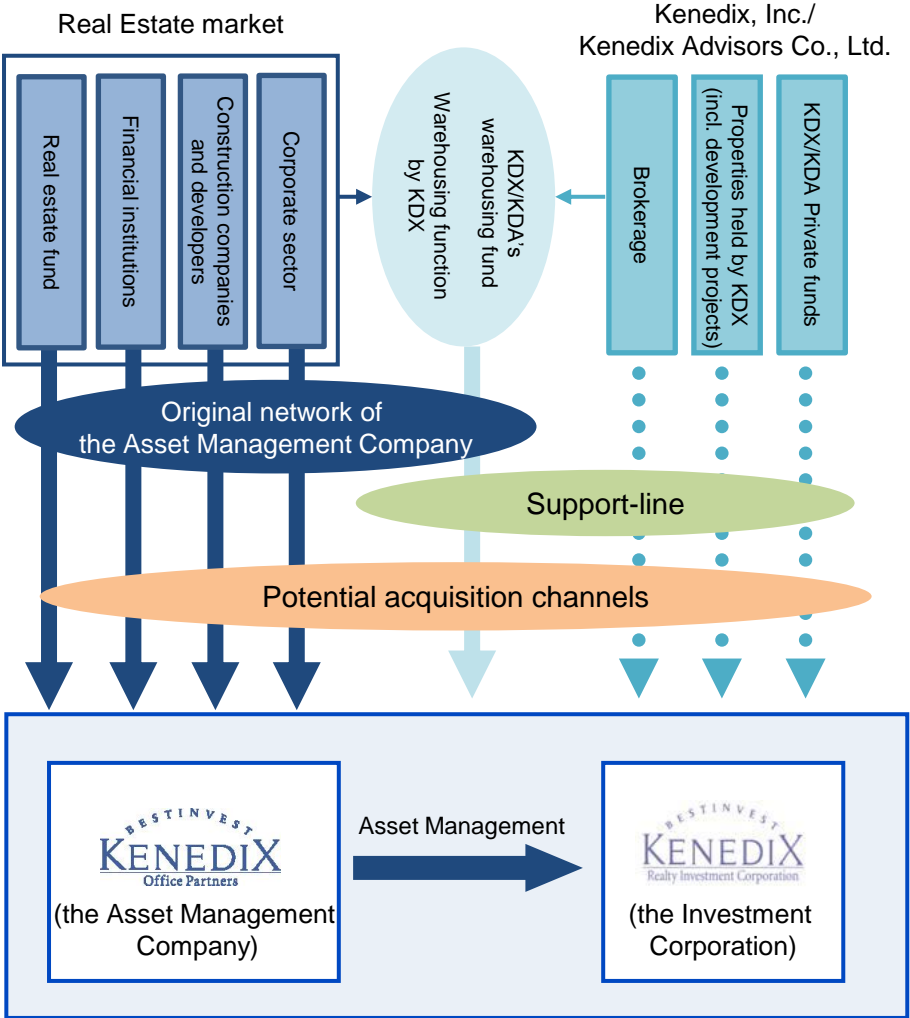 Real Estate market
Kenedix, Inc./
Kenedix Advisors Co., Ltd.
Real estate fund
Financial institutions
Construction companies
and developers
Corporate sector
KDX/KDA's
warehousing fund
Warehousing function
by KDX
Brokerage
Properties held by KDX
(incl. development projects)
KDX/KDA Private funds
Original network of
the Asset Management Company
Support-line
Potential acquisition channels
BESTINVEST
KENEDIX
Office Partners
(the Asset Management
Company)
Asset Management
BESTINVEST
KENEDIX
Realty Investment Corporation
(the Investment
Corporation)